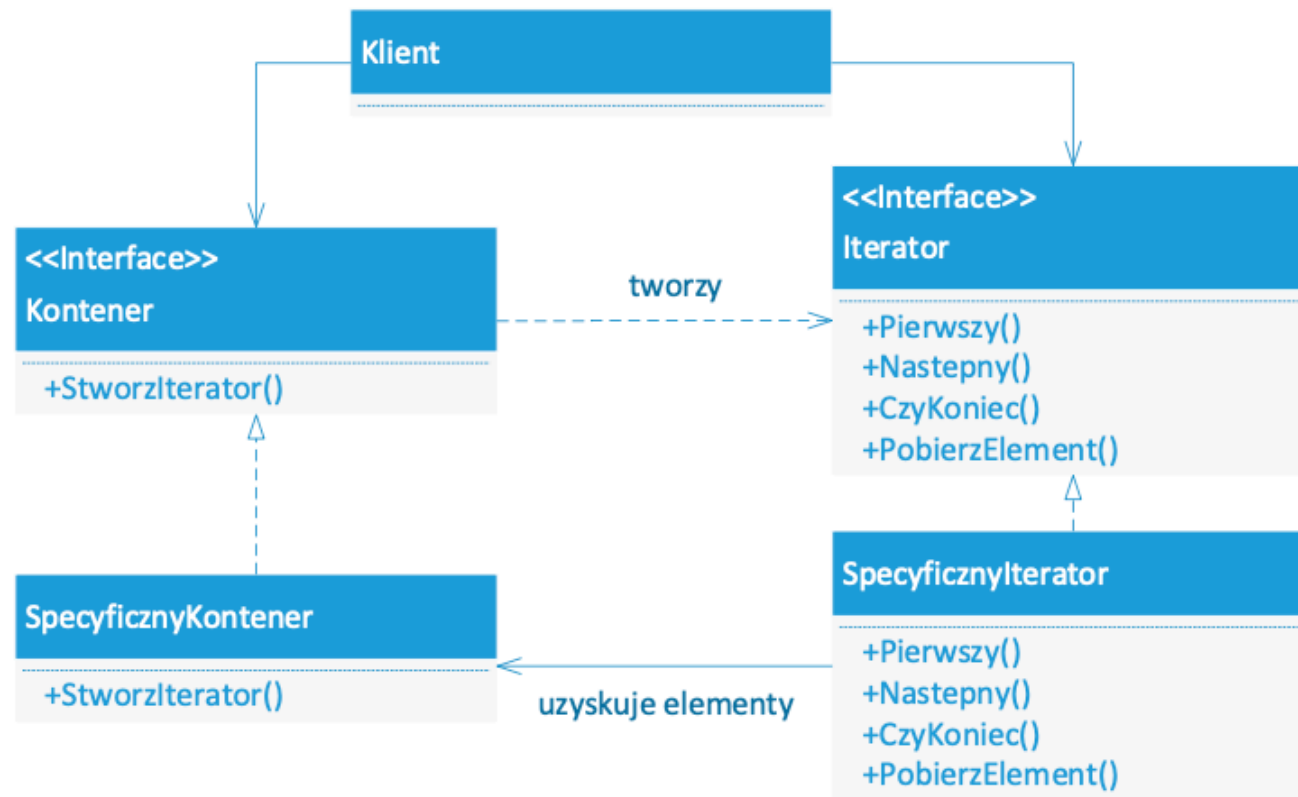 Klient
<<Interface>>
Kontener
+StworzIterator()
tworzy
<<Interface>>
Iterator
+Pierwszy()
+Nastepny()
+CzyKoniec()
+PobierzElement()
SpecyficznyKontener
+StworzIterator()
uzyskuje elementy
SpecyficznyIterator
+Pierwszy()
+Nastepny()
+CzyKoniec()
+PobierzElement()